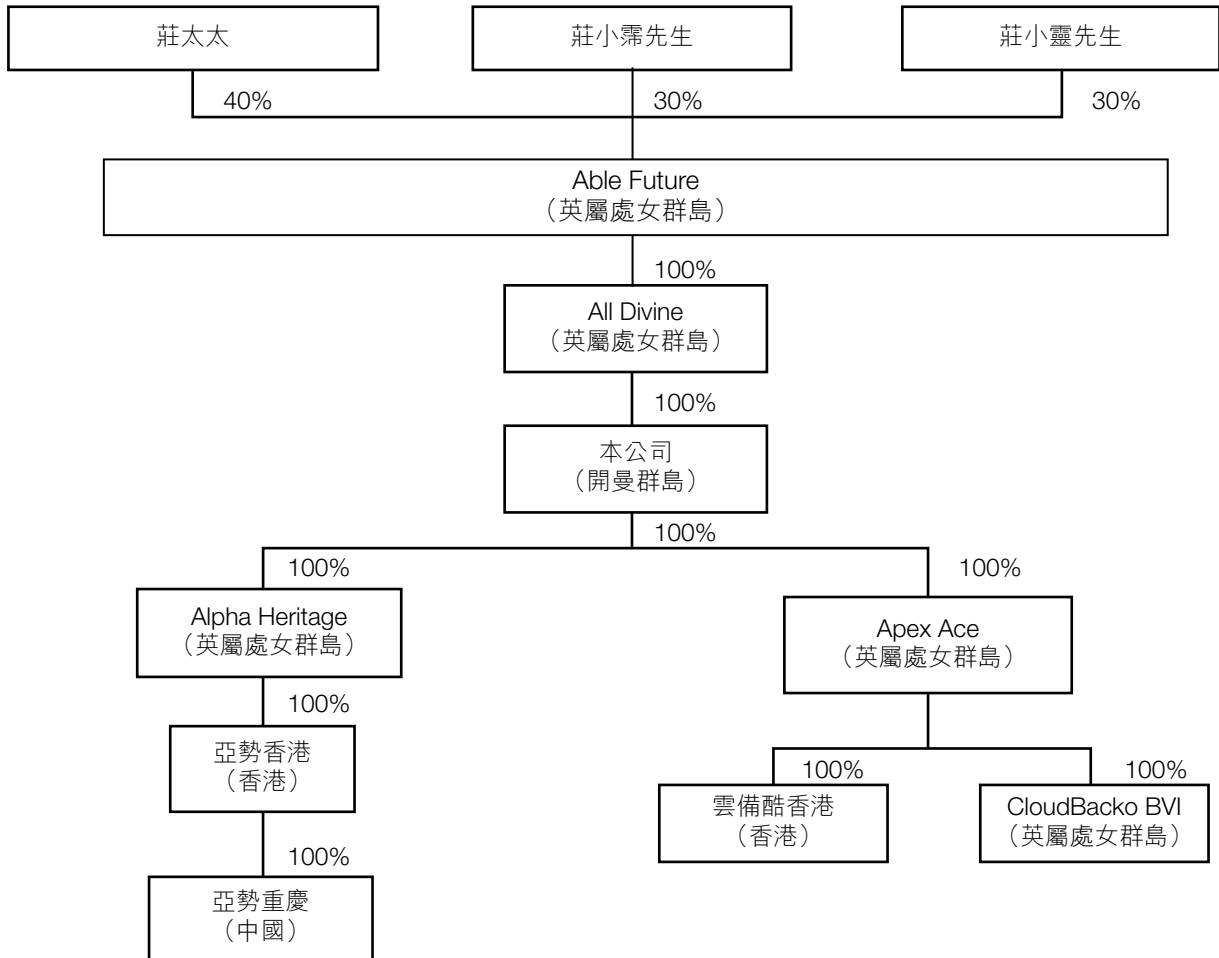 莊太太
莊小霈先生
莊小靈先生
40%
30%
30%
Able Future
（英屬處女群島）
100%
All Divine
（英屬處女群島）
100%
本公司
（開曼群島）
100%
100%
100%
Alpha Heritage
（英屬處女群島）
Apex Ace
（英屬處女群島）
100%
亞勢香港
（香港）
100%
100%
雲備酷香港
（香港）
CloudBacko BVI
（英屬處女群島）
100%
亞勢重慶
（中國）